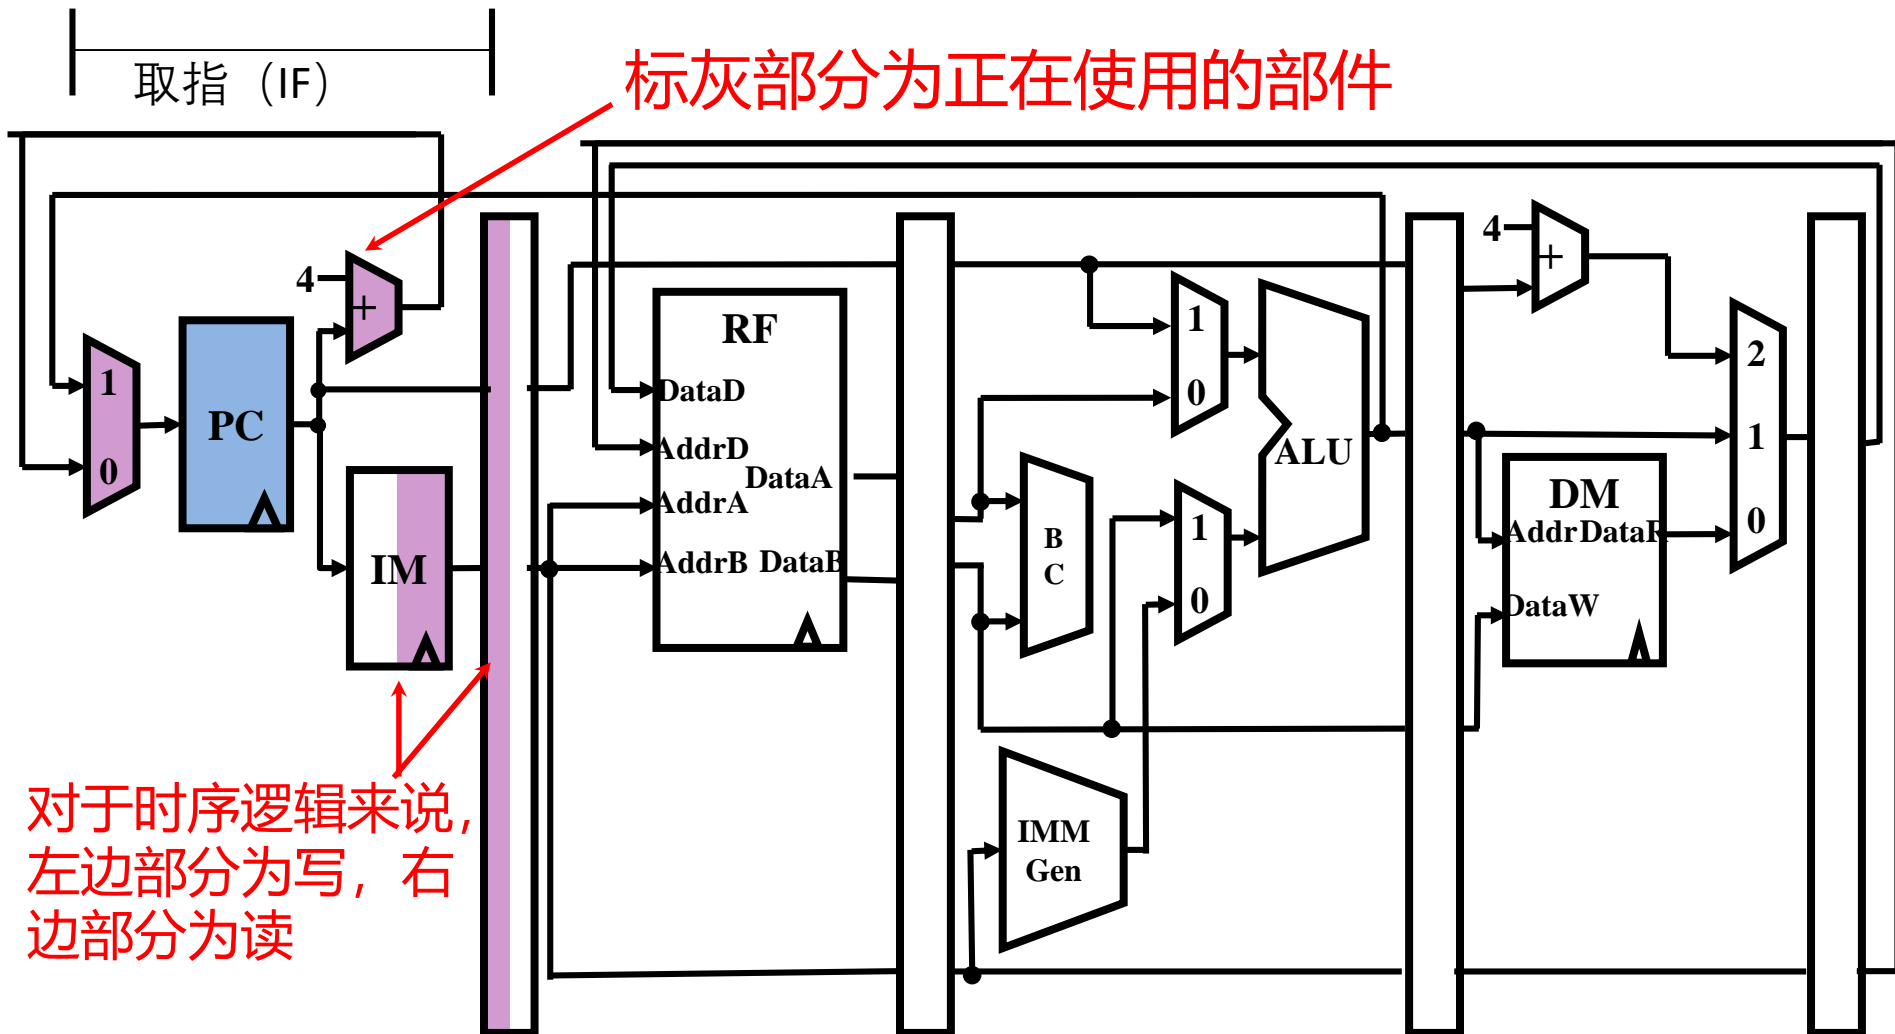 取指（IF）
标灰部分为正在使用的部件
4
+
1
0
PC
IM
RF
DataD
AddrD
AddrA
AddrB
DataA
DataB
B
C
1
0
1
0
ALU
IMM
Gen
4
+
DM
Addr
DataR
DataW
2
1
0
对于时序逻辑来说，
左边部分为写，右
边部分为读